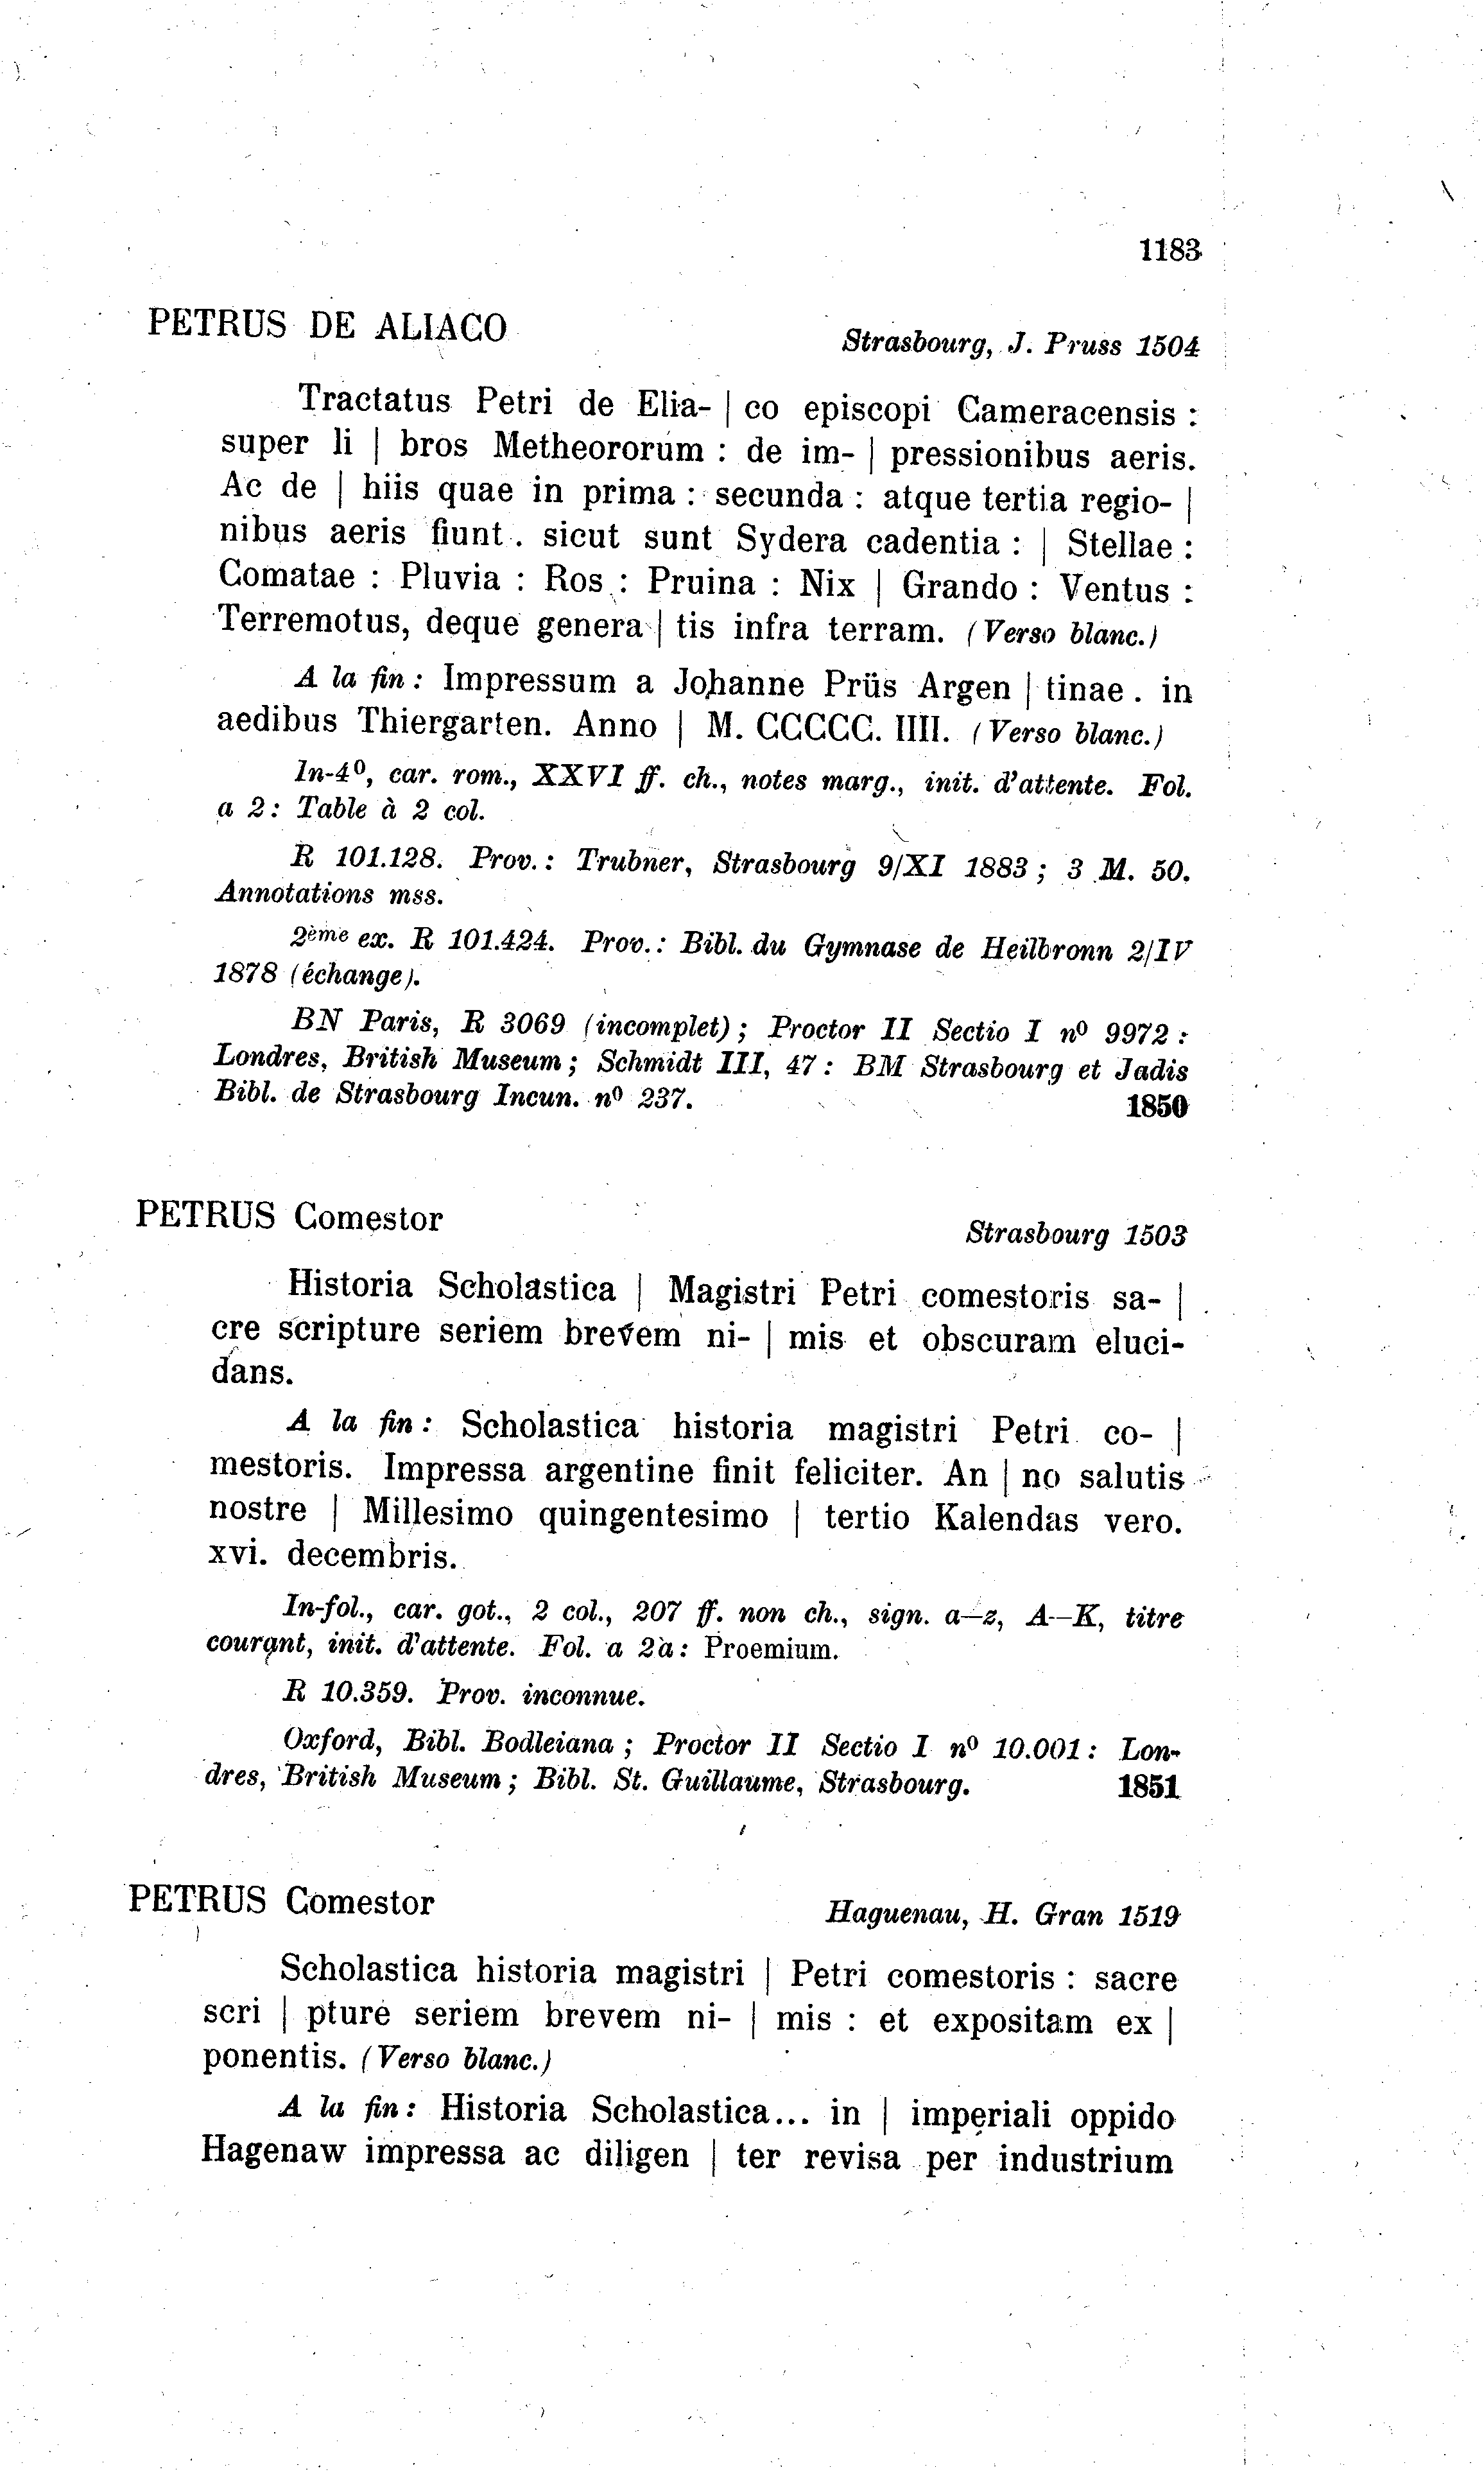 1183
PETRUS DE ALIACO
Strasbourg, J. Pruss 1504
Tractatus Petri de Elia- | co episcopi Cameracensis :
super li | bros Metheororum : de im- | pressionibus aeris.
Ac de | hiis quae in prima : secunda : atque tertia regio- |
nibus aeris fiunt . sicut sunt Sydera cadentia : | Stellae :
Comatae : Pluvia : Ros : Pruina : Nix | Grando : Ventus :
Terremotus, deque genera | tis infra terram. (Verso blanc.)
A la fin : Impressum a Johanne Prüs Argen | tinae . in
aedibus Thiergarten. Anno | M. CCCCC. IIII. (Verso blanc.)
In-4⁰, car. rom., XXVI ff. ch., notes marg., init. d'attente. Fol.
a 2 : Table à 2 col.
R 101.128. Prov. : Trubner, Strasbourg 9/XI 1883 ; 3 M. 50.
Annotations mss.
2ème ex. R 101.424. Prov. : Bibl. du Gymnase de Heilbronn 2/IV
1878 (échange).
BN Paris, R 3069 (incomplet) ; Proctor II Sectio I n⁰ 9972 :
Londres, British Museum ; Schmidt III, 47 : BM Strasbourg et Jadis
Bibl. de Strasbourg Incun. n⁰ 237. 1850
PETRUS Comestor
Strasbourg 1503
Historia Scholastica | Magistri Petri comestoris sa- |
cre scripture seriem brevem ni- | mis et obscuram eluci-
dans.
A la fin : Scholastica historia magistri Petri co- |
mestoris. Impressa argentine finit feliciter. An | no salutis
nostre | Millesimo quingentesimo | tertio Kalendas vero.
xvi. decembris.
In-fol., car. got., 2 col., 207 ff. non ch., sign. a—z, A—K, titre
courant, init. d'attente. Fol. a 2a : Proemium.
R 10.359. Prov. inconnue.
Oxford, Bibl. Bodleiana ; Proctor II Sectio I n⁰ 10.001 : Lon-
dres, British Museum ; Bibl. St. Guillaume, Strasbourg. 1851
PETRUS Comestor
Haguenau, H. Gran 1519
Scholastica historia magistri | Petri comestoris : sacre
scri | pture seriem brevem ni- | mis : et expositam ex |
ponentis. (Verso blanc.)
A la fin : Historia Scholastica... in | imperiali oppido
Hagenaw impressa ac diligen | ter revisa per industrium